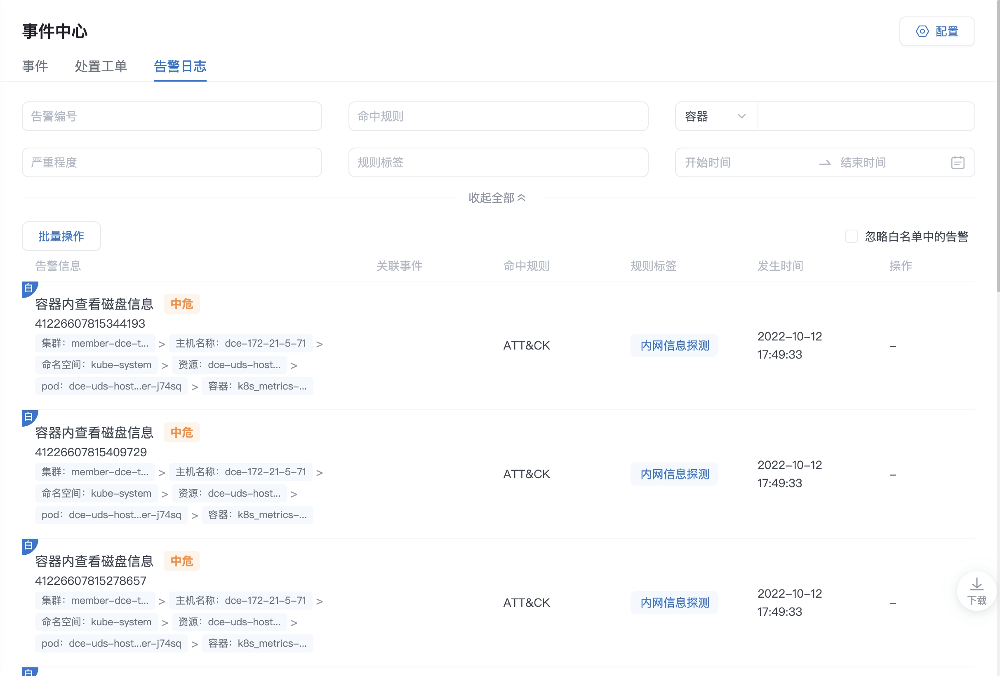 事件中心
配置
事件 处置工单 告警日志
告警编号 命中规则 容器
严重程度 规则标签 开始时间 结束时间
收起全部
批量操作 忽略白名单中的告警
告警信息 关联事件 命中规则 规则标签 发生时间 操作
白
容器内查看磁盘信息 中危
41226607815344193
集群：member-dce-t... > 主机名称：dce-172-21-5-71 >
命名空间：kube-system > 资源：dce-uds-host... >
pod：dce-uds-host...er-j74sq > 容器：k8s_metrics-...
ATT&CK
内网信息探测
2022-10-12
17:49:33
-
白
容器内查看磁盘信息 中危
41226607815409729
集群：member-dce-t... > 主机名称：dce-172-21-5-71 >
命名空间：kube-system > 资源：dce-uds-host... >
pod：dce-uds-host...er-j74sq > 容器：k8s_metrics-...
ATT&CK
内网信息探测
2022-10-12
17:49:33
-
白
容器内查看磁盘信息 中危
41226607815278657
集群：member-dce-t... > 主机名称：dce-172-21-5-71 >
命名空间：kube-system > 资源：dce-uds-host... >
pod：dce-uds-host...er-j74sq > 容器：k8s_metrics-...
ATT&CK
内网信息探测
2022-10-12
17:49:33
-
下载
白